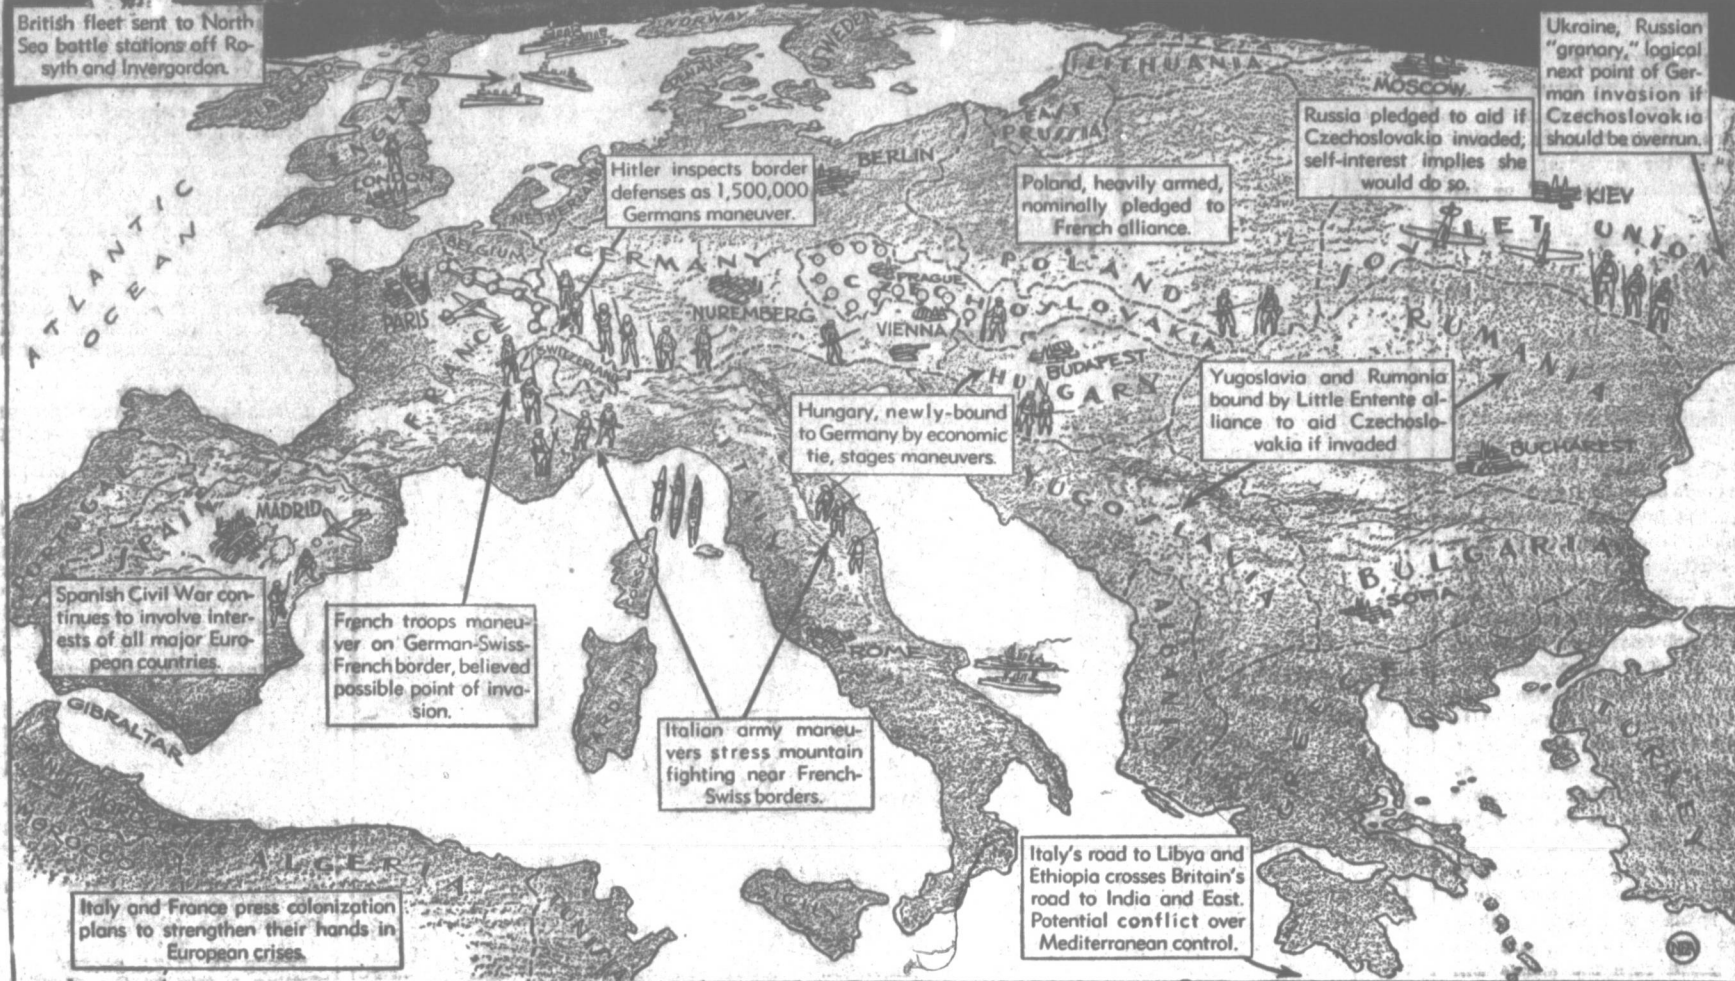 British fleet sent to North
Sea battle stations off Ro-
syth and Invergordon.
NORWAY
SWEDEN
LITHUANIA
MOSCOW
Ukraine, Russian
"granary," logical
next point of Ger-
man invasion if
Czechoslovakia
should be overrun.
Russia pledged to aid if
Czechoslovakia invaded;
self-interest implies she
would do so.
EAST
PRUSSIA
ENGLAND
LONDON
BERLIN
Hitler inspects border
defenses as 1,500,000
Germans maneuver.
Poland, heavily armed,
nominally pledged to
French alliance.
KIEV
SOVIET UNION
ATLANTIC
OCEAN
NETHERLAND
BELGIUM
GERMANY
POLAND
PRAGUE
CZECHOSLOVAKIA
PARIS
NUREMBERG
VIENNA
FRANCE
SWITZERLAND
BUDAPEST
HUNGARY
RUMANIA
Yugoslavia and Rumania
bound by Little Entente al-
liance to aid Czechoslo-
vakia if invaded
Hungary, newly-bound
to Germany by economic
tie, stages maneuvers.
BUCHAREST
PORTUGAL
SPAIN
MADRID
ITALY
YUGOSLAVIA
BULGARIA
SOFIA
Spanish Civil War con-
tinues to involve inter-
ests of all major Euro-
pean countries.
French troops maneu-
ver on German-Swiss-
French border, believed
possible point of inva-
sion.
ROME
ALBANIA
GIBRALTAR
Italian army maneu-
vers stress mountain
fighting near French-
Swiss borders.
GREECE
TURKEY
MOROCCO
ALGERIA
Italy and France press colonization
plans to strengthen their hands in
European crises.
Italy's road to Libya and
Ethiopia crosses Britain's
road to India and East.
Potential conflict over
Mediterranean control.
NEA